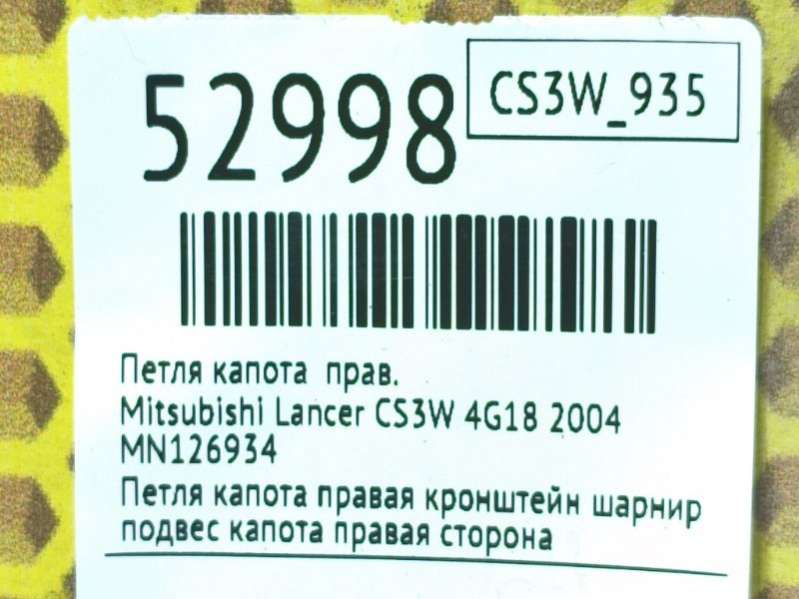 52998
CS3W_935
Петля капота прав.
Mitsubishi Lancer CS3W 4G18 2004
MN126934
Петля капота правая кронштейн шарнир
подвес капота правая сторона